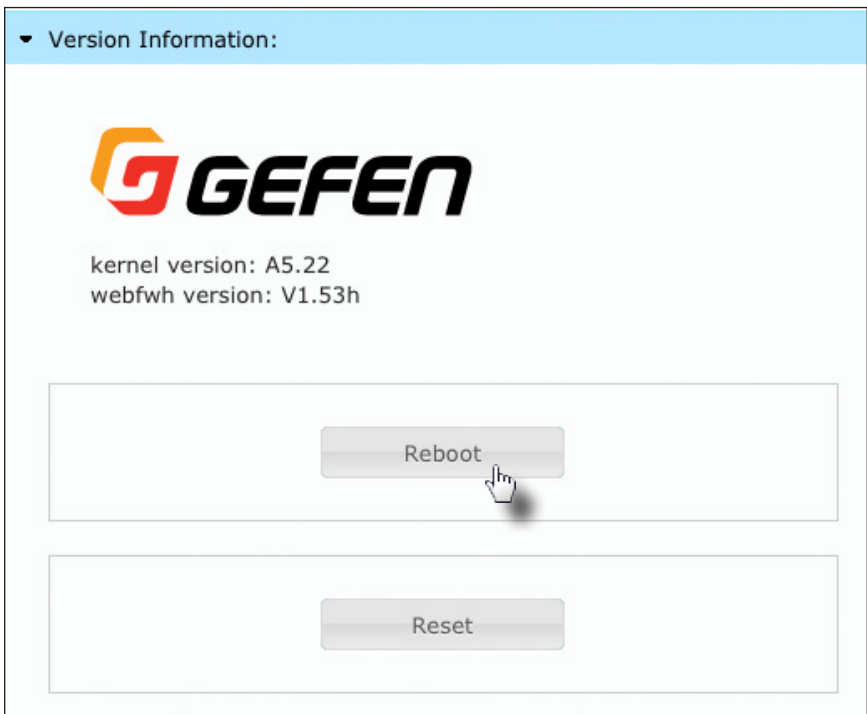 Version Information:
GEFEN
kernel version: A5.22
webfwh version: V1.53h
Reboot
Reset